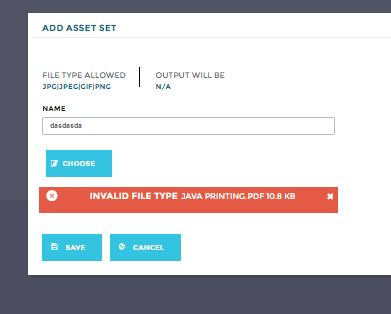 ADD ASSET SET
FILE TYPE ALLOWED
JPG|JPEG|GIF|PNG
OUTPUT WILL BE
N/A
NAME
dasdasda
CHOOSE
INVALID FILE TYPE JAVA PRINTING.PDF 10.8 KB
SAVE
CANCEL